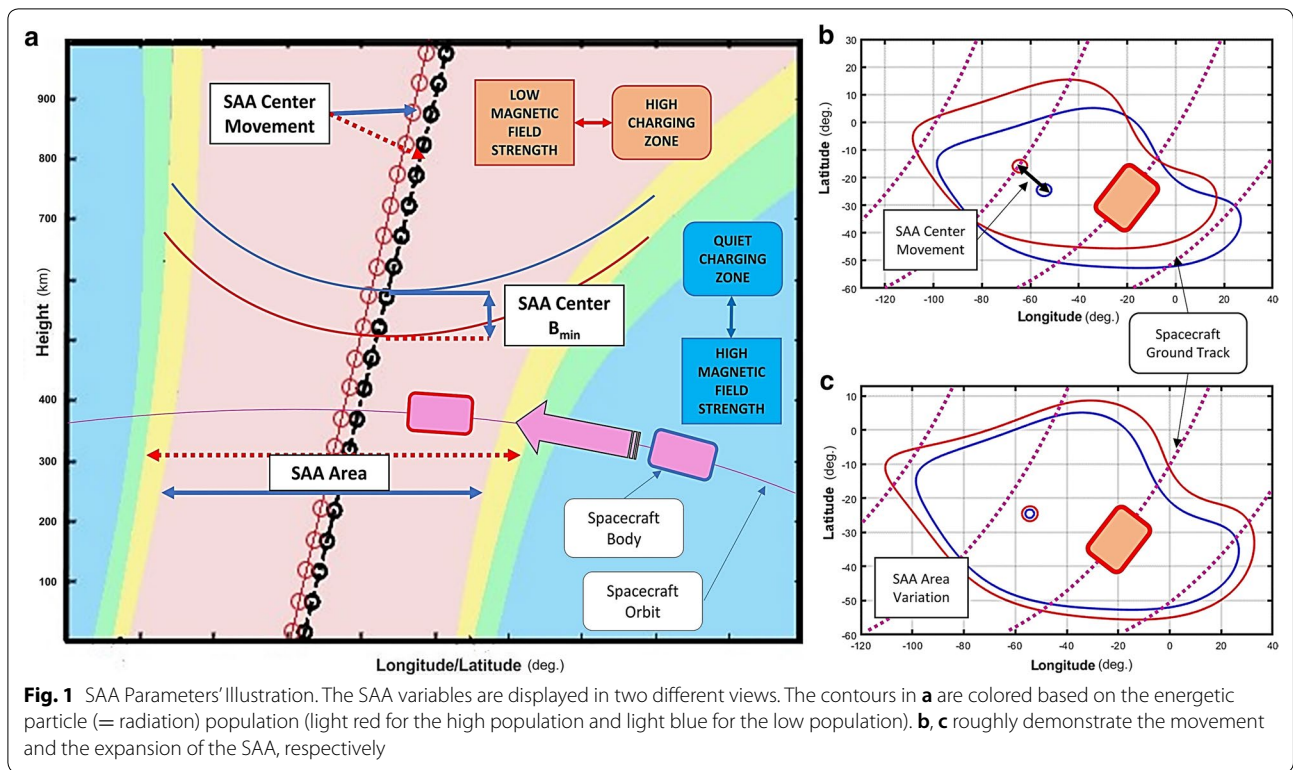 a
900
800
700
600
500
400
300
200
100
Height (km)
Longitude/Latitude (deg.)
SAA Center
Movement
LOW
MAGNETIC
FIELD
STRENGTH
HIGH
CHARGING
ZONE
QUIET
CHARGING
ZONE
SAA Center
Bmin
HIGH
MAGNETIC
FIELD
STRENGTH
SAA Area
Spacecraft
Body
Spacecraft
Orbit
b
30
20
10
0
-10
-20
-30
-40
-50
-60
Latitude (deg.)
SAA Center
Movement
-120 -100 -80 -60 -40 -20 0 20 40
Longitude (deg.)
Spacecraft
Ground Track
c
10
0
-10
-20
-30
-40
-50
-60
Latitude (deg.)
SAA Area
Variation
-120 -100 -80 -60 -40 -20 0 20 40
Longitude (deg.)
Fig. 1 SAA Parameters' Illustration. The SAA variables are displayed in two different views. The contours in a are colored based on the energetic
particle (= radiation) population (light red for the high population and light blue for the low population). b, c roughly demonstrate the movement
and the expansion of the SAA, respectively